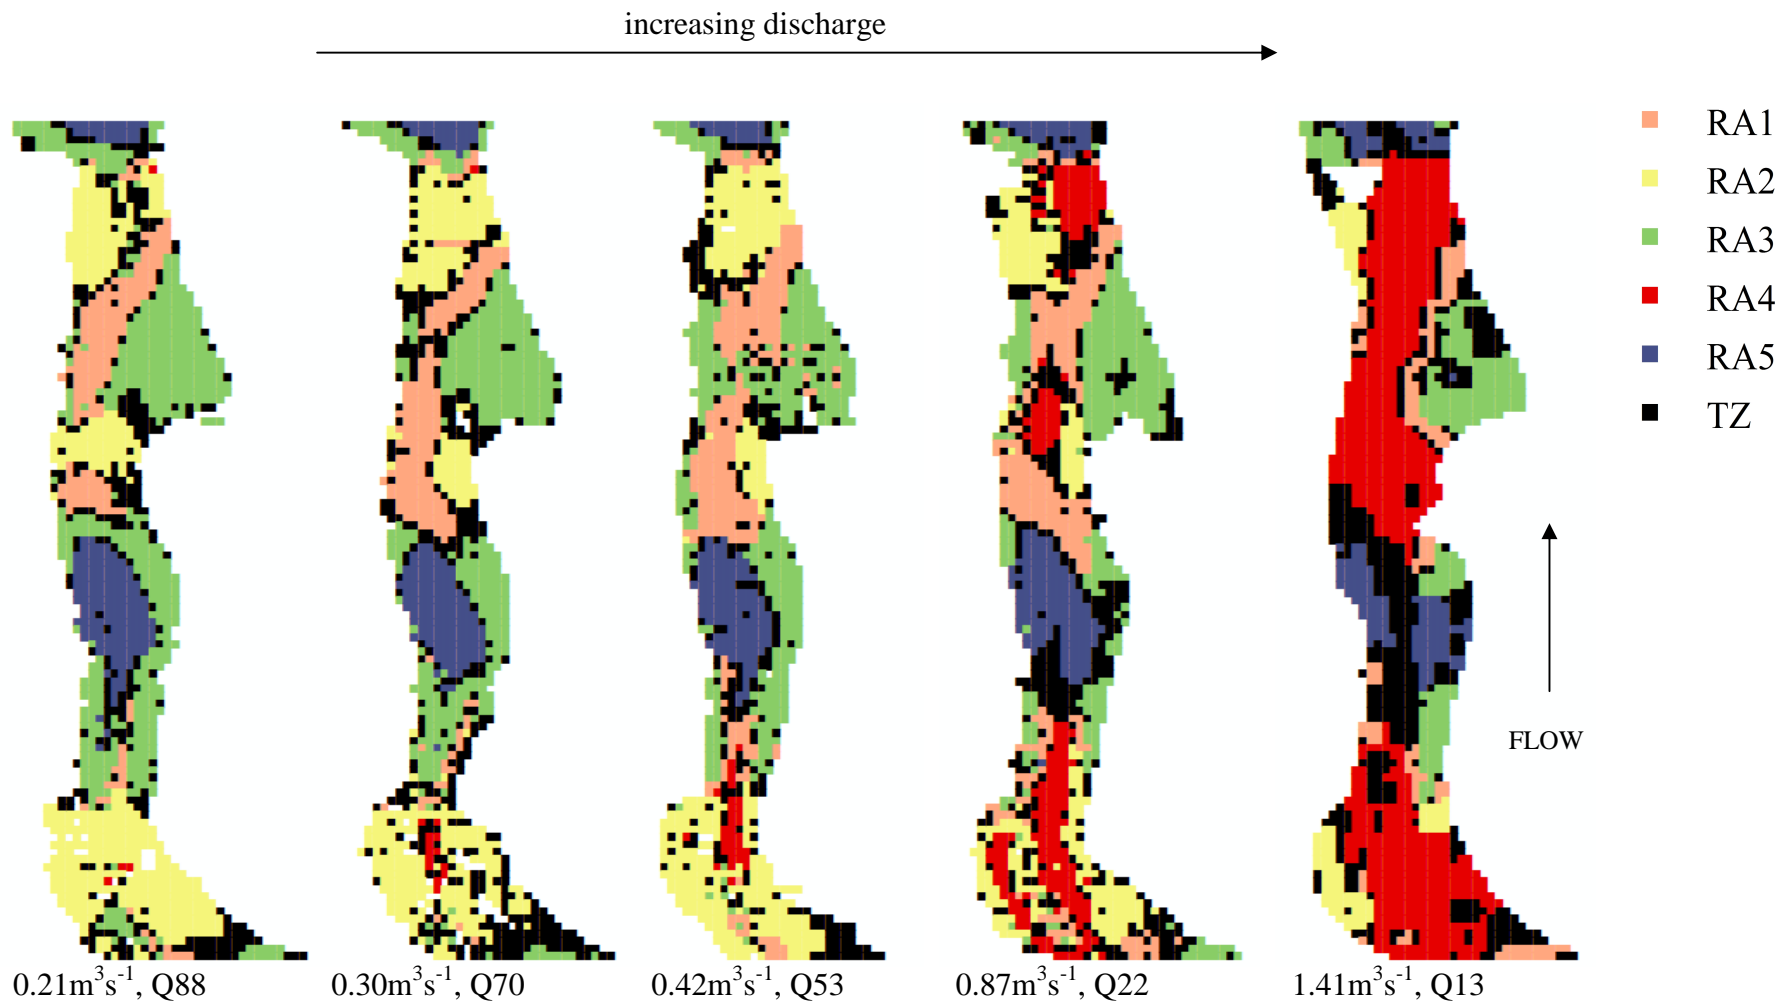 increasing discharge
RA1
RA2
RA3
RA4
RA5
TZ
FLOW
0.21m³s⁻¹, Q88
0.30m³s⁻¹, Q70
0.42m³s⁻¹, Q53
0.87m³s⁻¹, Q22
1.41m³s⁻¹, Q13